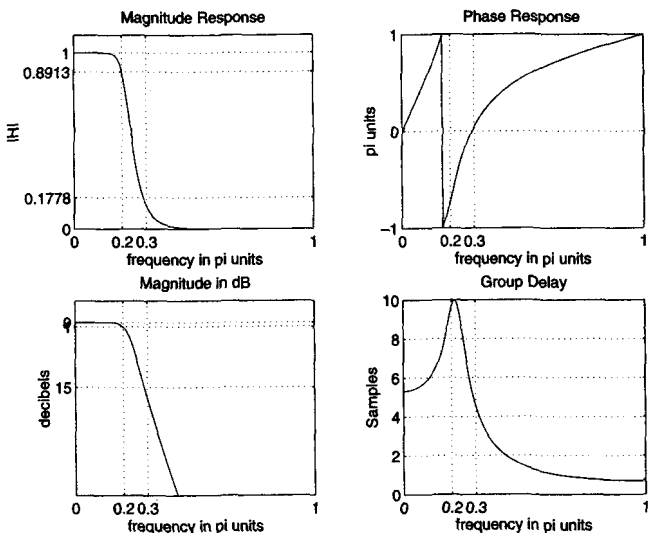 Magnitude Response
1
0.8913
|H|
0.1778
0
0 0.2 0.3 1
frequency in pi units
Phase Response
1
pi units
0
−1
0 0.2 0.3 1
frequency in pi units
Magnitude in dB
0
1
decibels
15
0 0.2 0.3 1
frequency in pi units
Group Delay
10
8
6
Samples
4
2
0
0 0.2 0.3 1
frequency in pi units